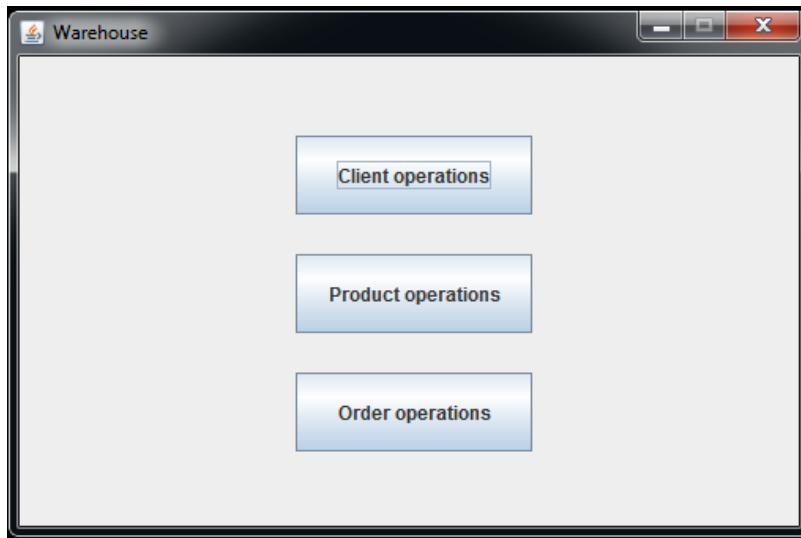 Warehouse
Client operations
Product operations
Order operations